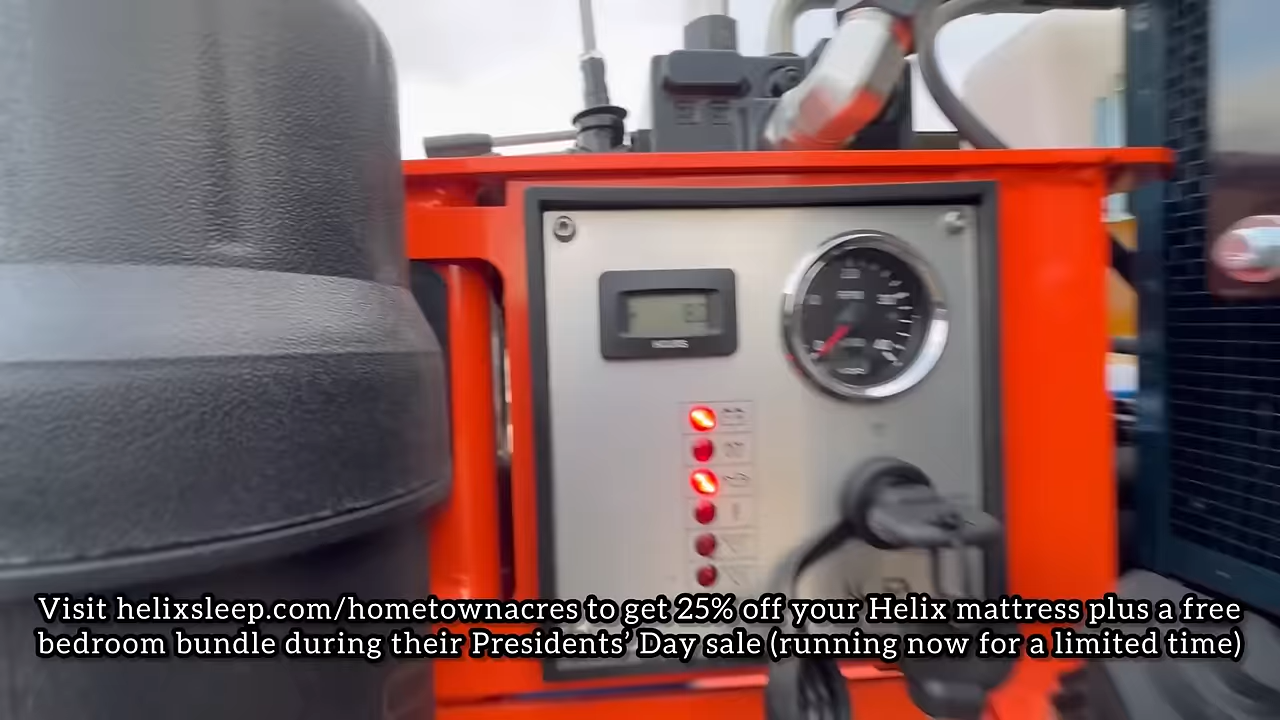 HOURS
Visit helixsleep.com/hometownacres to get 25% off your Helix mattress plus a free
bedroom bundle during their Presidents' Day sale (running now for a limited time)